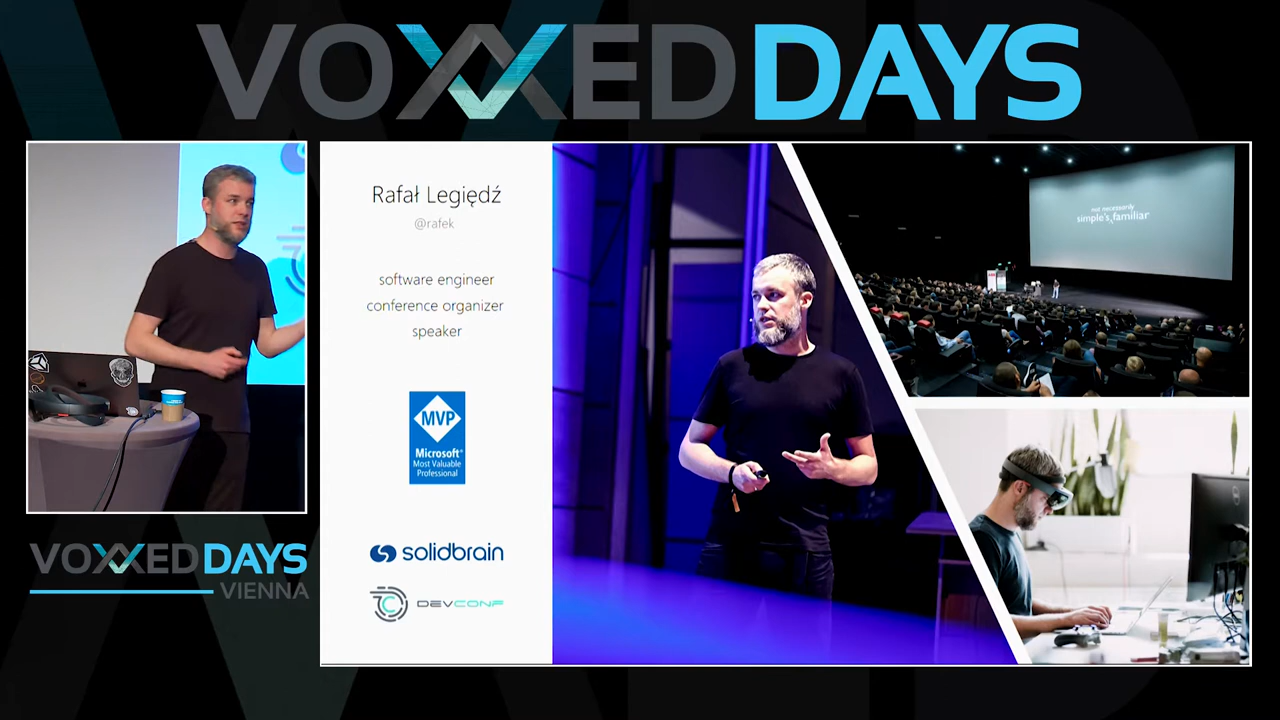 VOXXED DAYS
Rafał Legiędź
@rafek
software engineer
conference organizer
speaker
MVP
Microsoft®
Most Valuable
Professional
solidbrain
DEVCONF
not necessarily
simple's, familiar
VOXXED DAYS
VIENNA